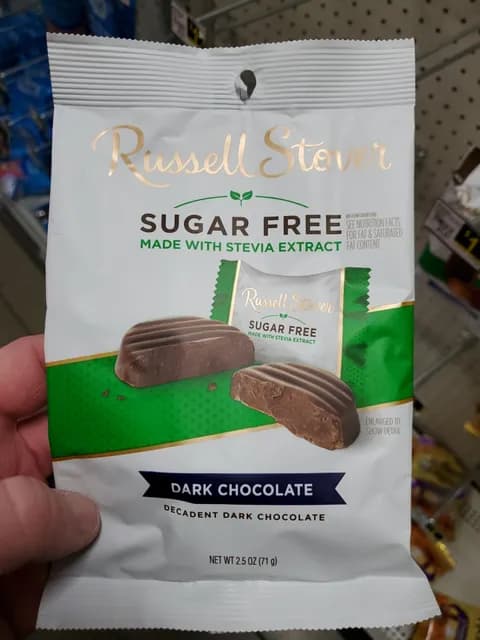 Russell Stover
SUGAR FREE
MADE WITH STEVIA EXTRACT
SEE NUTRITION FACTS
FOR FAT & SATURATED
FAT CONTENT
Russell Stover
SUGAR FREE
MADE WITH STEVIA EXTRACT
ENLARGED TO
SHOW DETAIL
DARK CHOCOLATE
DECADENT DARK CHOCOLATE
NET WT 2.5 OZ (71 g)